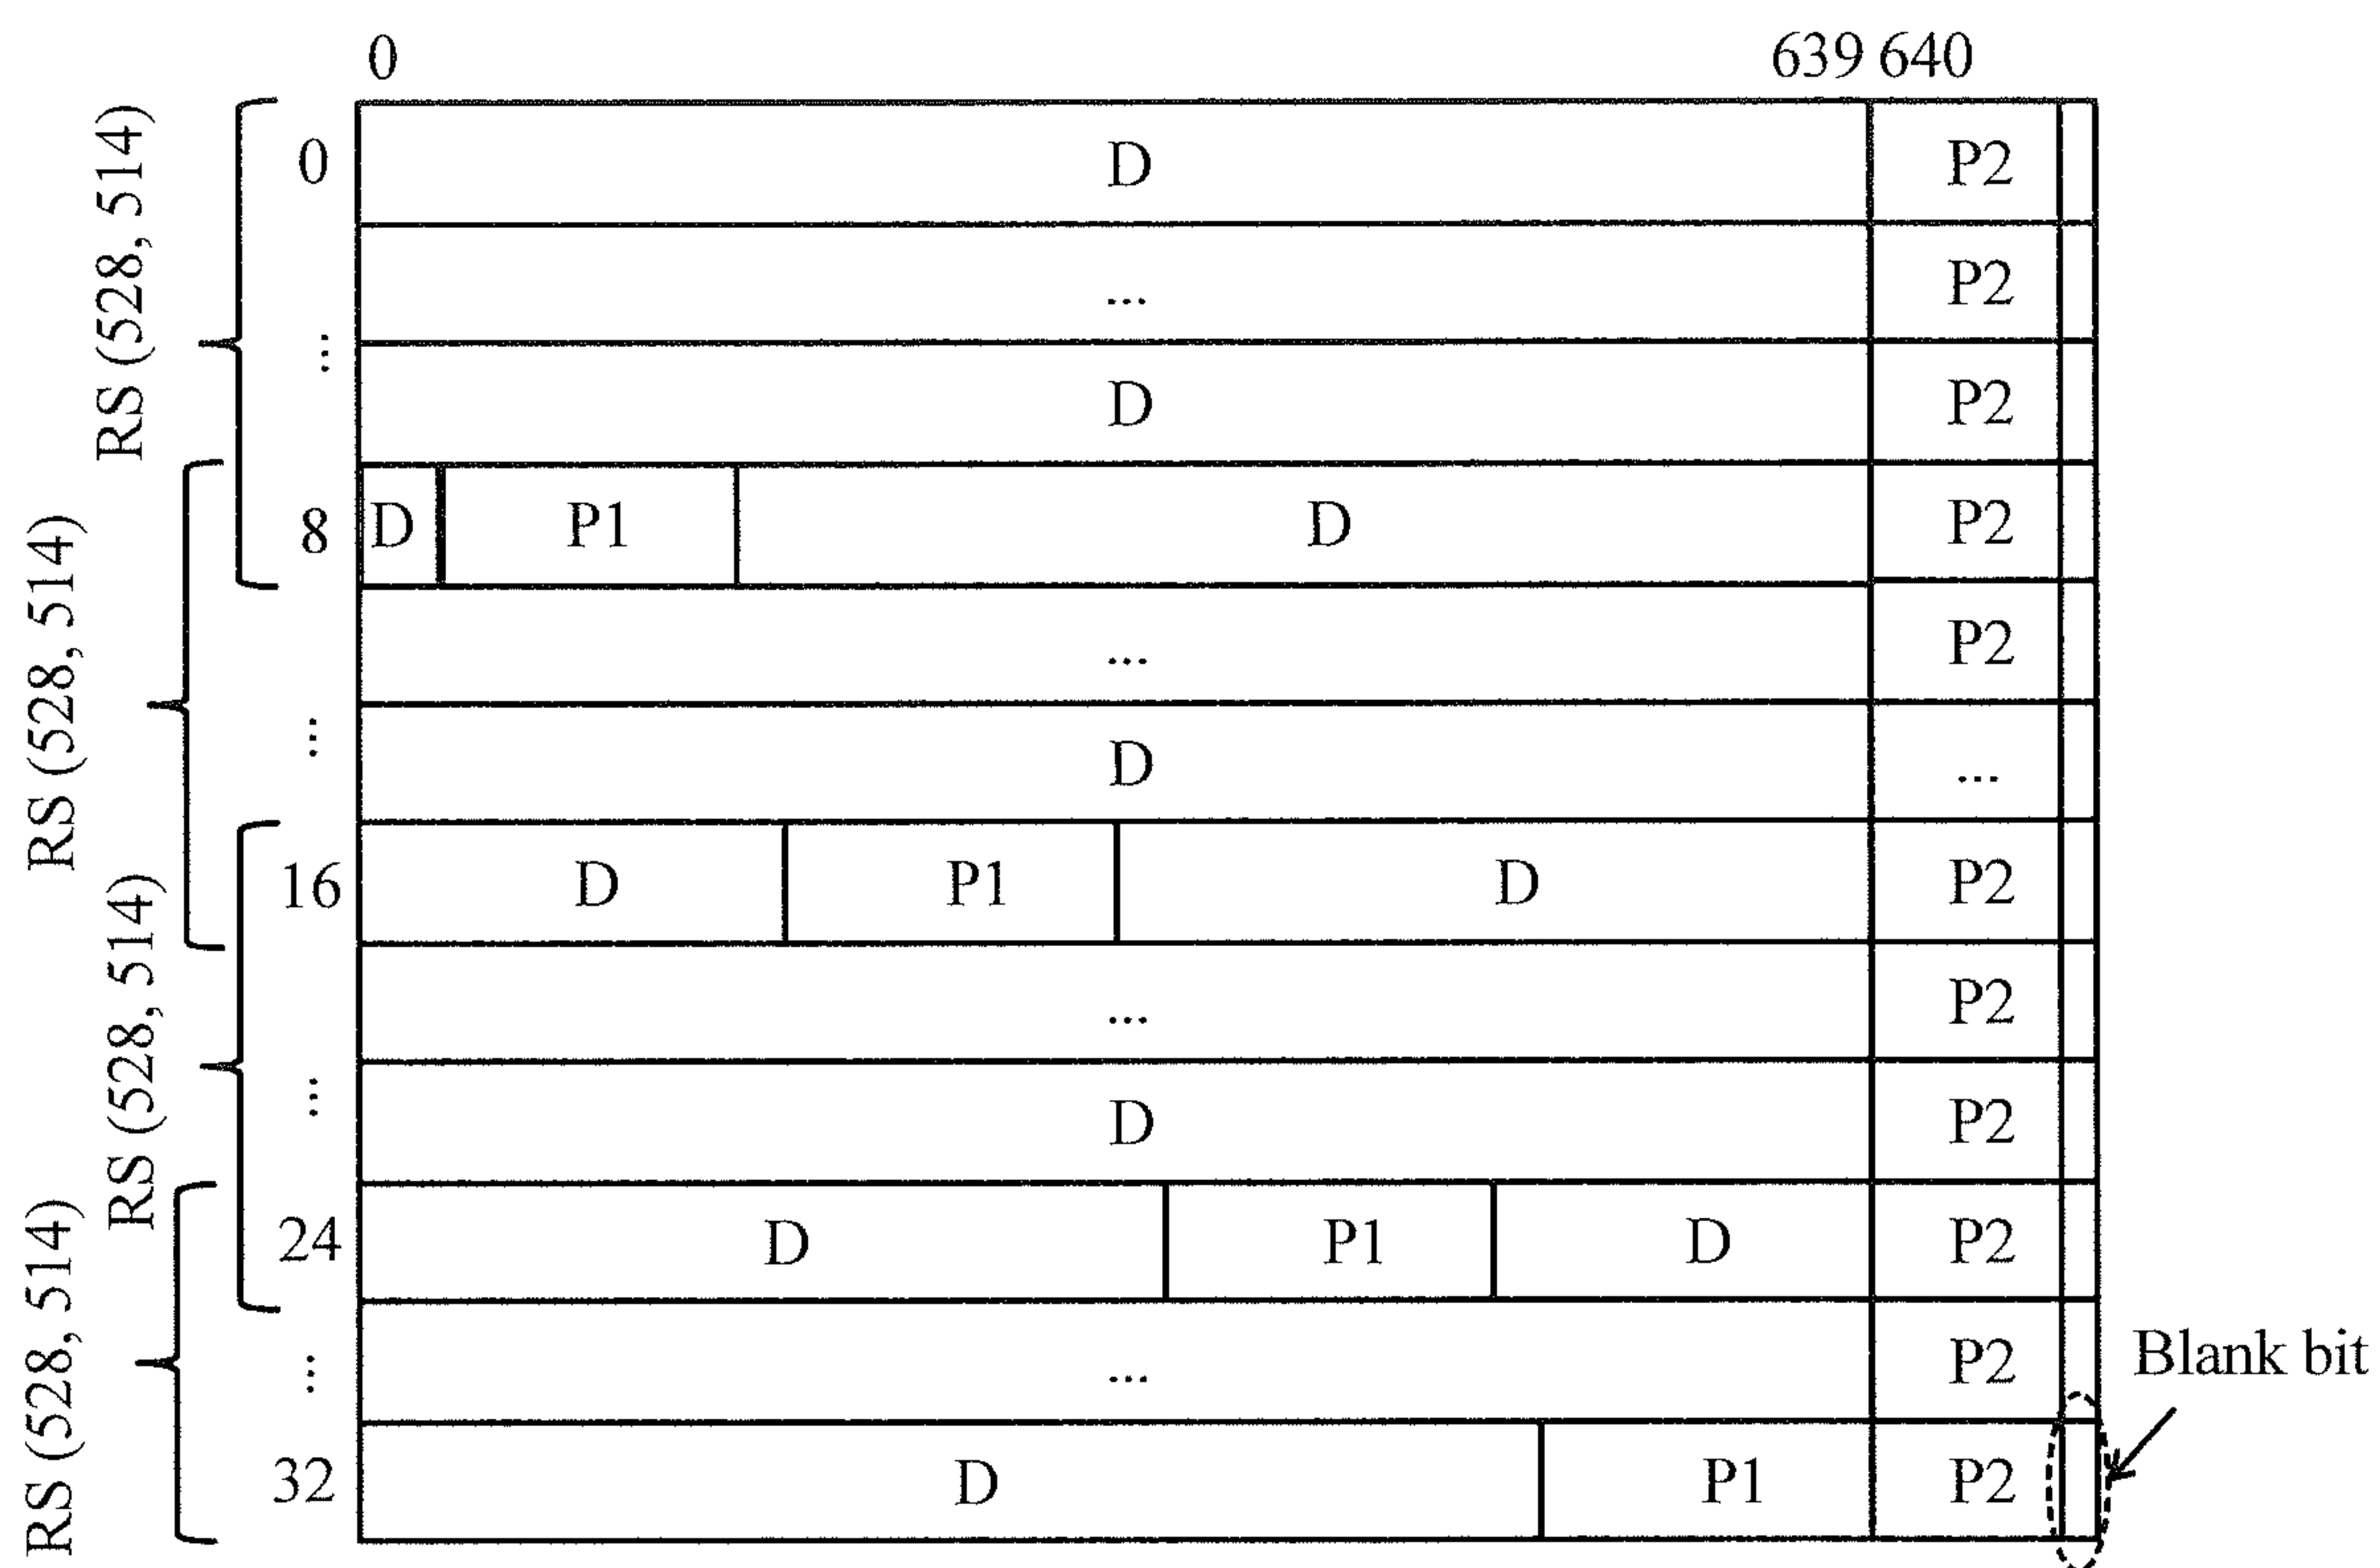 0 639 640
RS (528, 514)
0 D P2
... P2
...
D P2
RS (528, 514)
8 D P1 D P2
... P2
...
D ...
RS (528, 514)
16 D P1 D P2
... P2
...
D P2
RS (528, 514)
24 D P1 D P2
... ... P2
Blank bit
32 D P1 P2